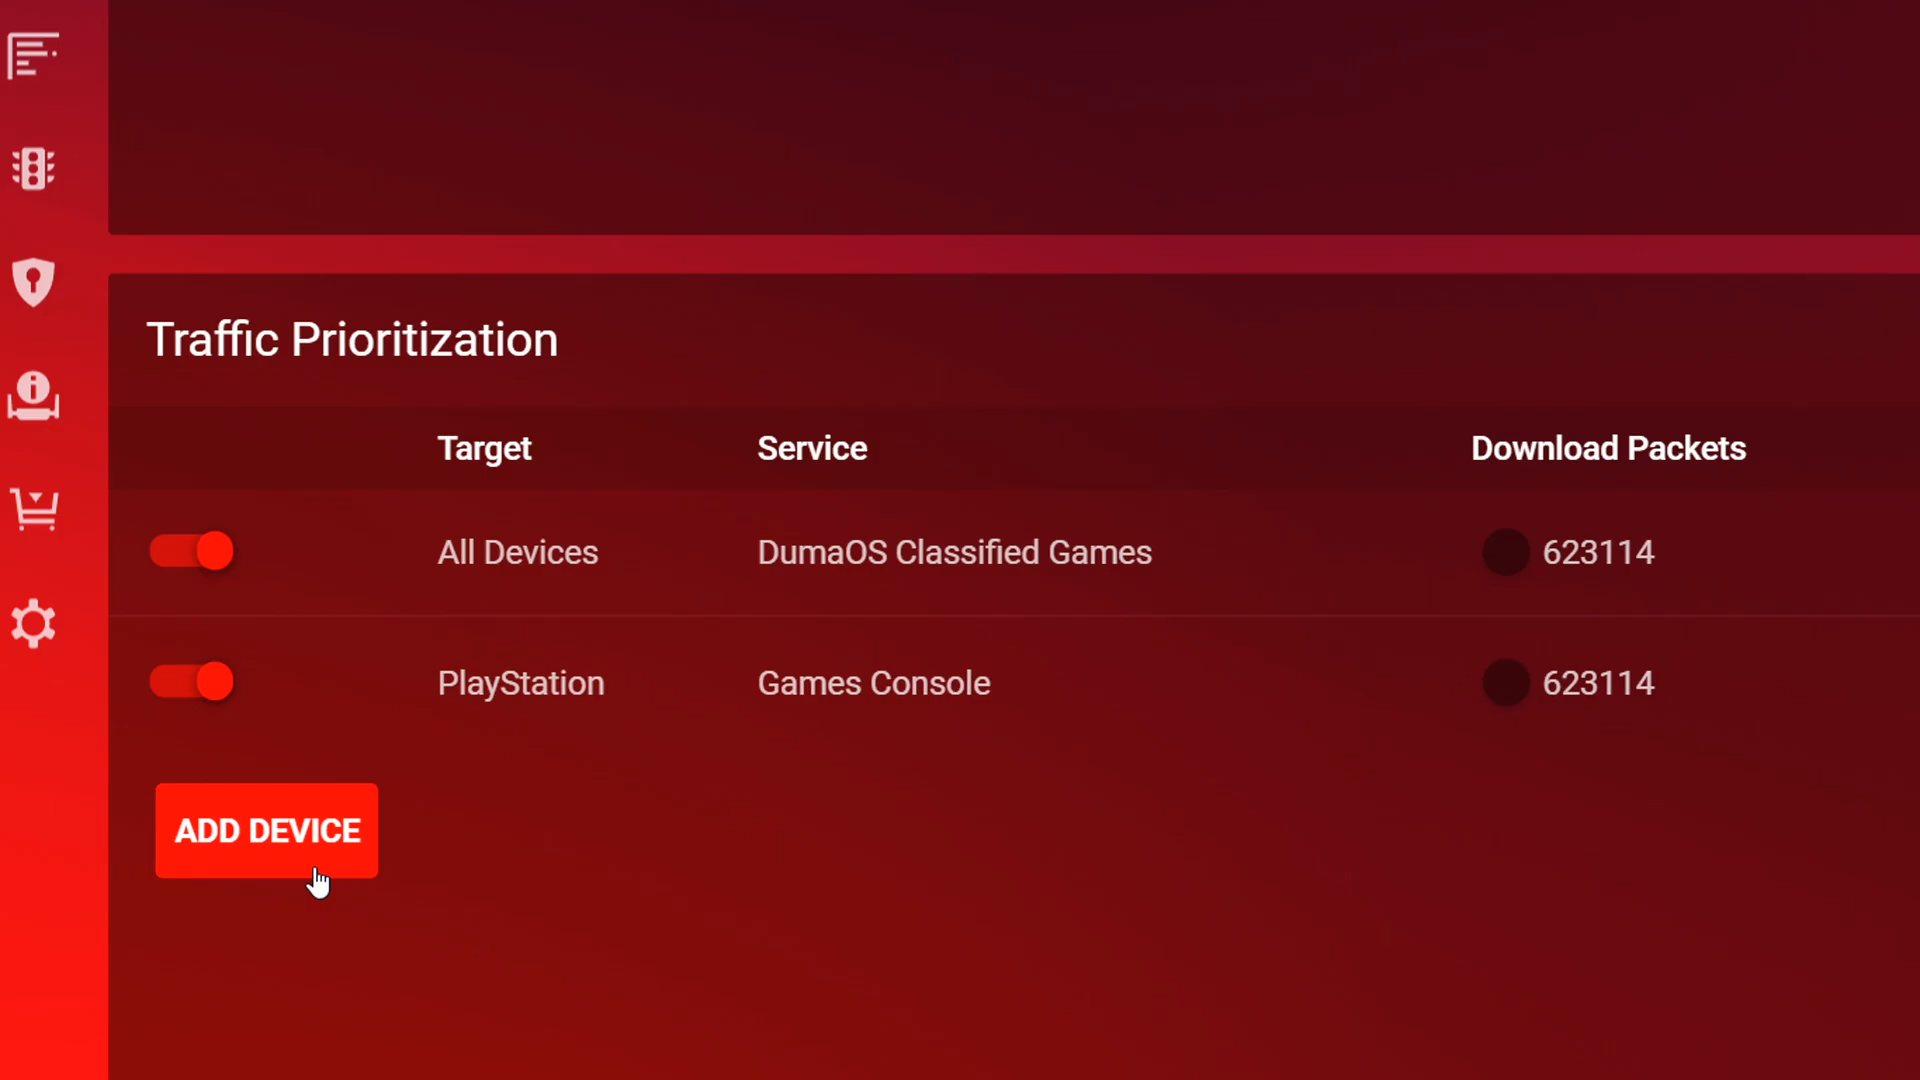 Traffic Prioritization
Target Service Download Packets
All Devices DumaOS Classified Games 623114
PlayStation Games Console 623114
ADD DEVICE